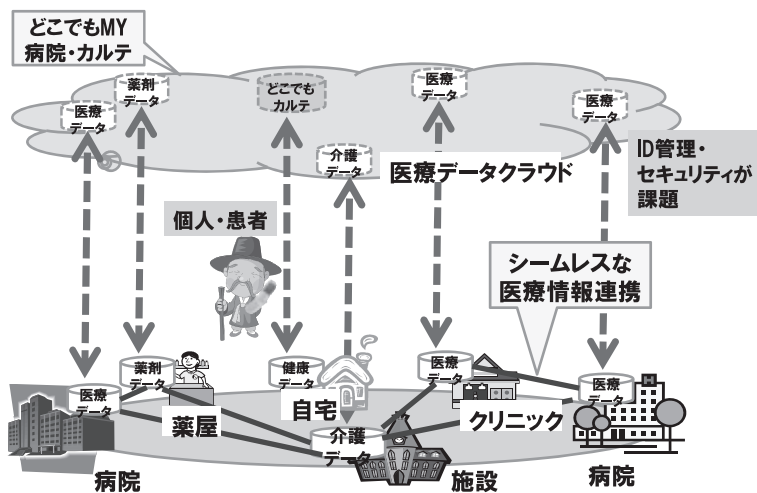 どこでもMY
病院・カルテ
薬剤
データ
医療
データ
どこでも
カルテ
医療
データ
医療
データ
介護
データ
医療データクラウド
ID管理・
セキュリティが
課題
個人・患者
シームレスな
医療情報連携
薬剤
データ
医療
データ
健康
データ
医療
データ
医療
データ
自宅
薬屋
クリニック
介護
データ
病院
施設
病院